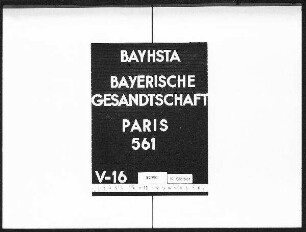 BAYHSTA
BAYERISCHE
GESANDTSCHAFT
PARIS
561
V-16